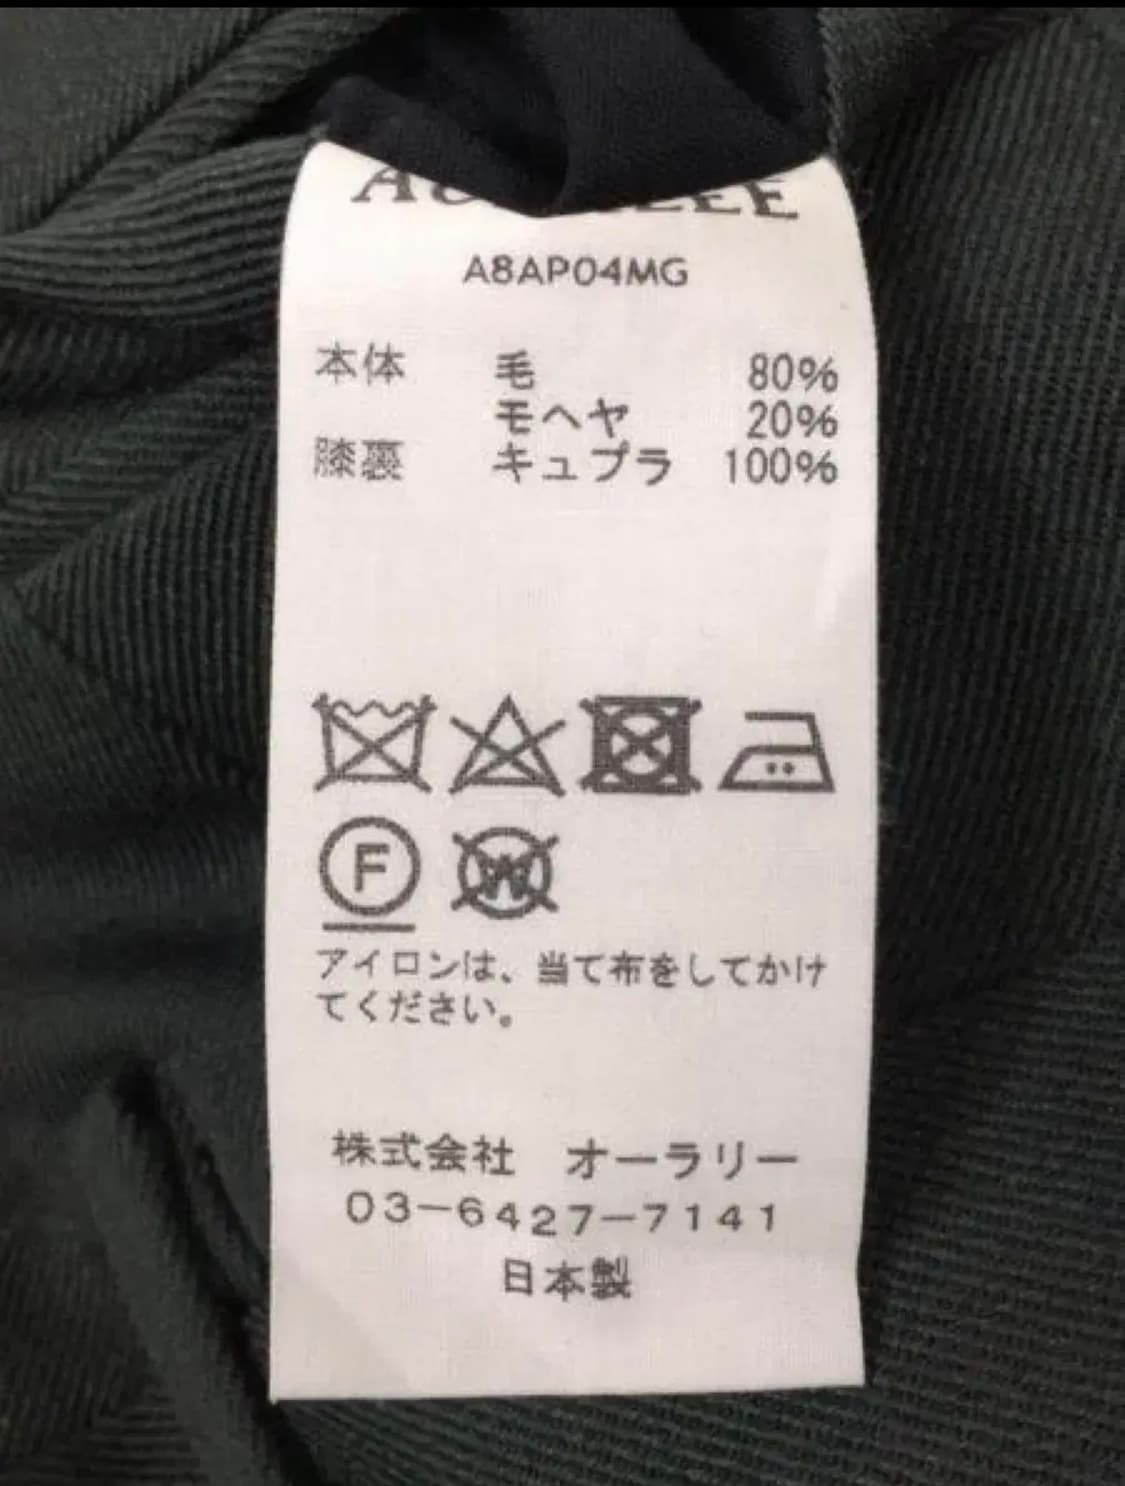 A8AP04MG
本体 毛 80%
モヘヤ 20%
膝裏 キュプラ 100%
F W
アイロンは、当て布をしてかけ
てください。
株式会社 オーラリー
03-6427-7141
日本製